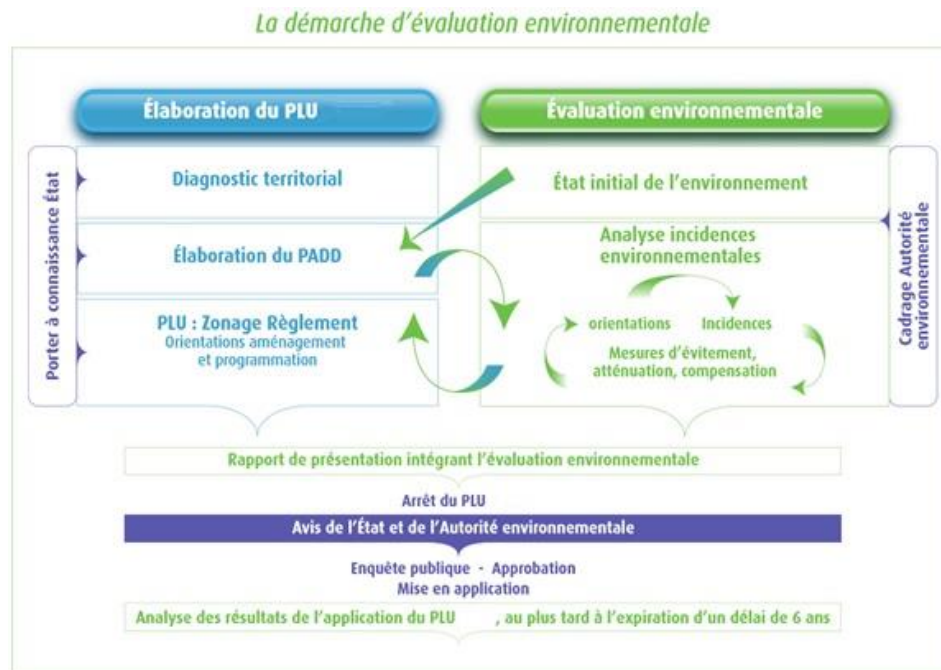 La démarche d'évaluation environnementale
Élaboration du PLU
Évaluation environnementale
Porter à connaissance État
Diagnostic territorial
Élaboration du PADD
PLU : Zonage Règlement
Orientations aménagement
et programmation
État initial de l'environnement
Analyse incidences
environnementales
orientations
Incidences
Mesures d'évitement,
atténuation, compensation
Cadrage Autorité
environnementale
Rapport de présentation intégrant l'évaluation environnementale
Arrêt du PLU
Avis de l'État et de l'Autorité environnementale
Enquête publique - Approbation
Mise en application
Analyse des résultats de l'application du PLU , au plus tard à l'expiration d'un délai de 6 ans